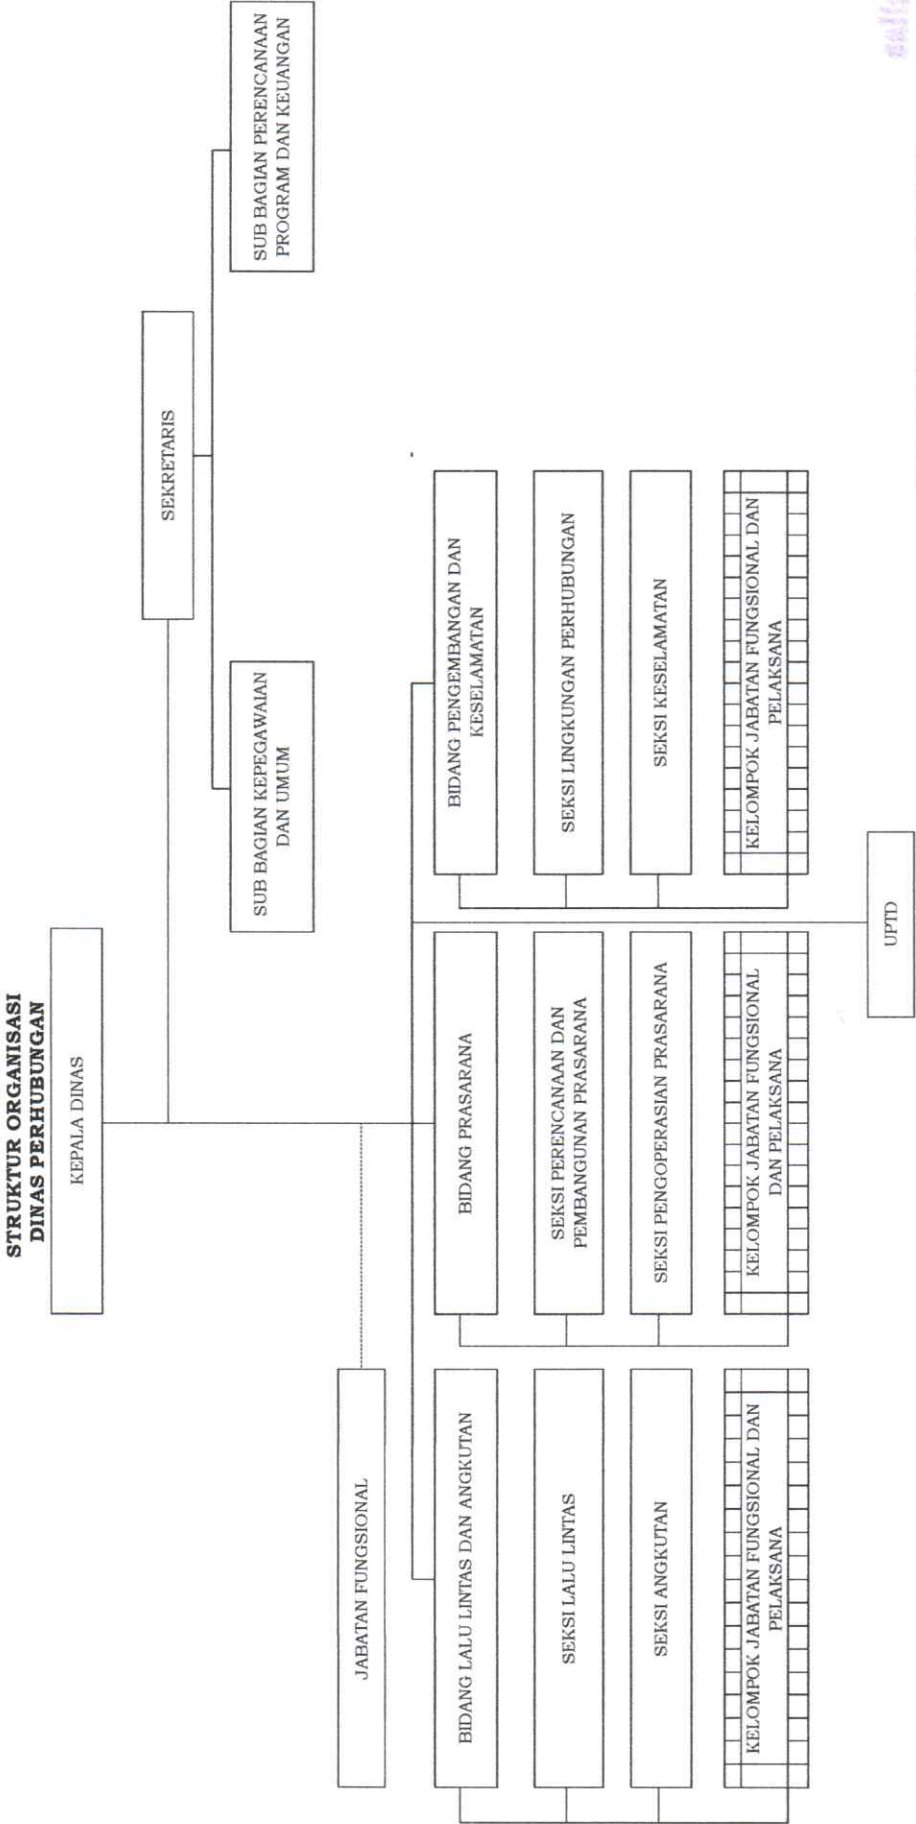 STRUKTUR ORGANISASI
DINAS PERHUBUNGAN
KEPALA DINAS
SEKRETARIS
SUB BAGIAN KEPEGAWAIAN
DAN UMUM
SUB BAGIAN PERENCANAAN
PROGRAM DAN KEUANGAN
JABATAN FUNGSIONAL
BIDANG LALU LINTAS DAN ANGKUTAN
SEKSI LALU LINTAS
SEKSI ANGKUTAN
KELOMPOK JABATAN FUNGSIONAL DAN
PELAKSANA
BIDANG PRASARANA
SEKSI PERENCANAAN DAN
PEMBANGUNAN PRASARANA
SEKSI PENGOPERASIAN PRASARANA
KELOMPOK JABATAN FUNGSIONAL
DAN PELAKSANA
BIDANG PENGEMBANGAN DAN
KESELAMATAN
SEKSI LINGKUNGAN PERHUBUNGAN
SEKSI KESELAMATAN
KELOMPOK JABATAN FUNGSIONAL DAN
PELAKSANA
UPTD